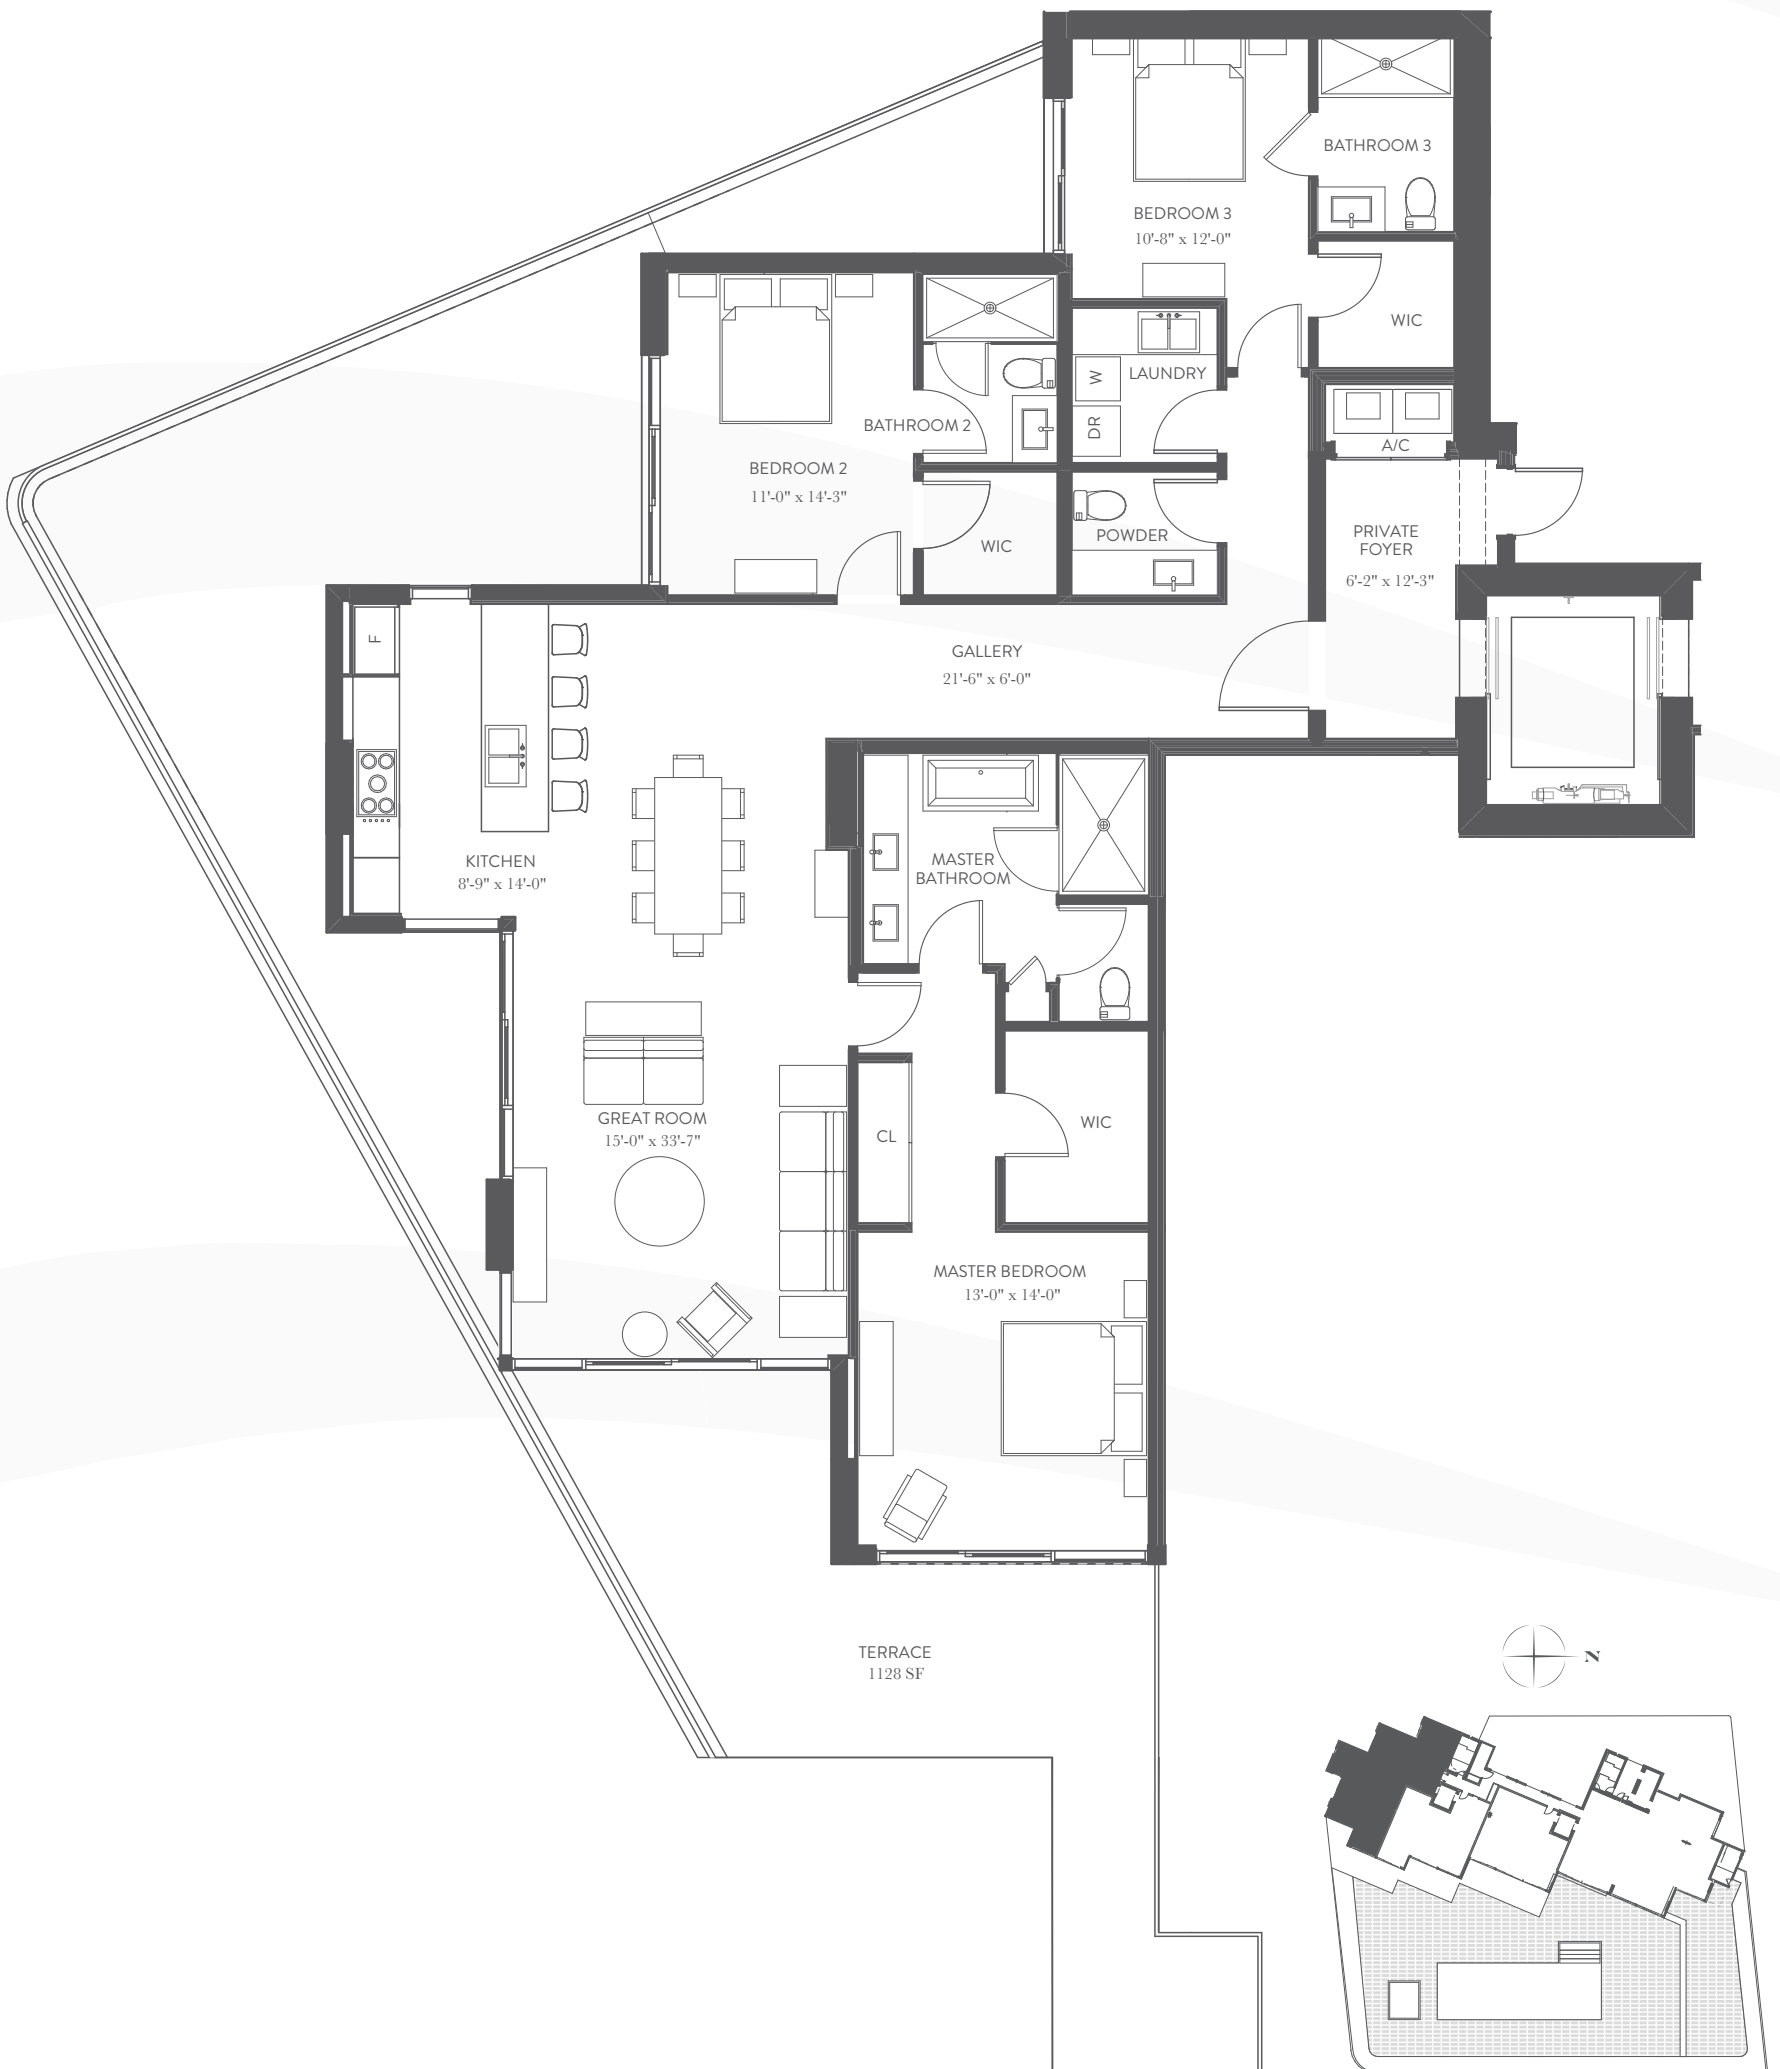 BATHROOM 3
BEDROOM 3
10'-8" x 12'-0"
WIC
W
LAUNDRY
DR
BATHROOM 2
A/C
BEDROOM 2
11'-0" x 14'-3"
WIC
POWDER
PRIVATE
FOYER
6'-2" x 12'-3"
F
GALLERY
21'-6" x 6'-0"
KITCHEN
8'-9" x 14'-0"
MASTER
BATHROOM
GREAT ROOM
15'-0" x 33'-7"
CL
WIC
MASTER BEDROOM
13'-0" x 14'-0"
TERRACE
1128 SF
N